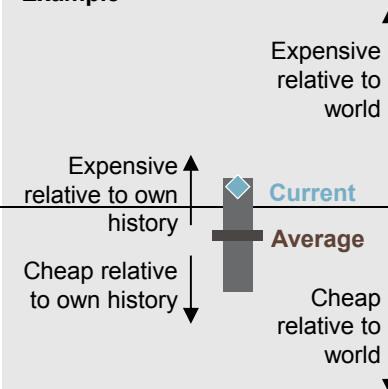 Example
Expensive
relative to
world
Expensive
relative to own
history
Current
Average
Cheap relative
to own history
Cheap
relative to
world